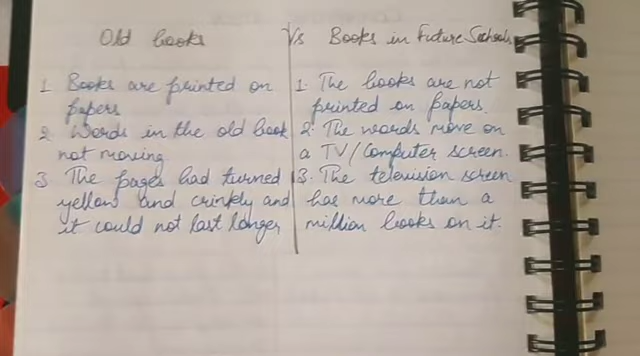 Old books Vs Books in Future Schools
1. Books are printed on papers
2. Words in the old book not moving
3. The pages had turned yellow and crinkly and it could not last longer
1. The books are not printed on papers.
2. The words move on a TV/Computer screen.
3. The television screen has more than a million books on it.